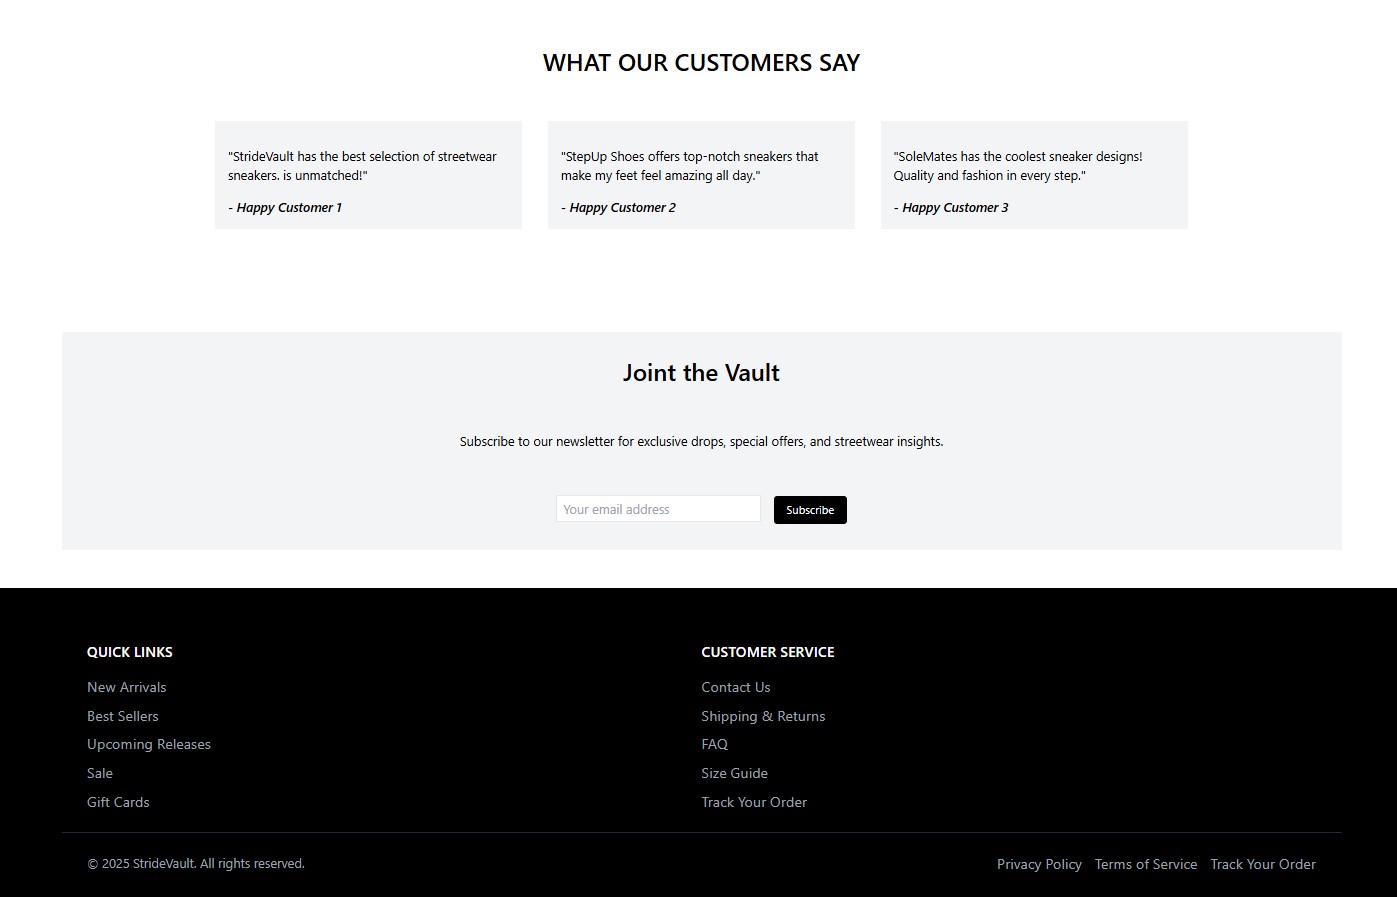 WHAT OUR CUSTOMERS SAY
"StrideVault has the best selection of streetwear
sneakers. is unmatched!"
- Happy Customer 1
"StepUp Shoes offers top-notch sneakers that
make my feet feel amazing all day."
- Happy Customer 2
"SoleMates has the coolest sneaker designs!
Quality and fashion in every step."
- Happy Customer 3
Joint the Vault
Subscribe to our newsletter for exclusive drops, special offers, and streetwear insights.
Your email address
Subscribe
QUICK LINKS
New Arrivals
Best Sellers
Upcoming Releases
Sale
Gift Cards
CUSTOMER SERVICE
Contact Us
Shipping & Returns
FAQ
Size Guide
Track Your Order
© 2025 StrideVault. All rights reserved.
Privacy Policy Terms of Service Track Your Order